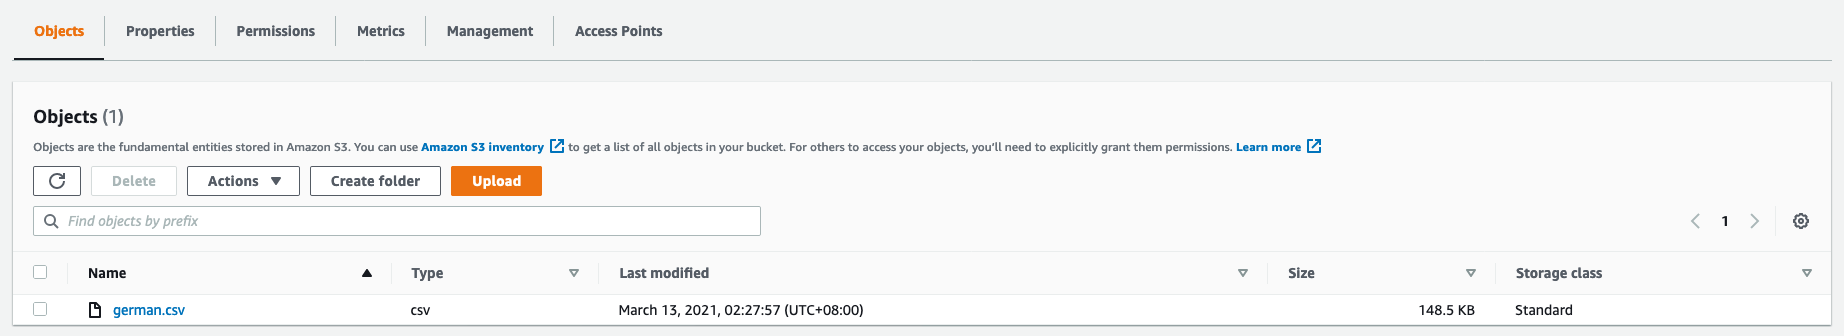 Objects Properties Permissions Metrics Management Access Points
Objects (1)
Objects are the fundamental entities stored in Amazon S3. You can use Amazon S3 inventory to get a list of all objects in your bucket. For others to access your objects, you'll need to explicitly grant them permissions. Learn more
Delete Actions Create folder Upload
Find objects by prefix 1
Name Type Last modified Size Storage class
german.csv csv March 13, 2021, 02:27:57 (UTC+08:00) 148.5 KB Standard